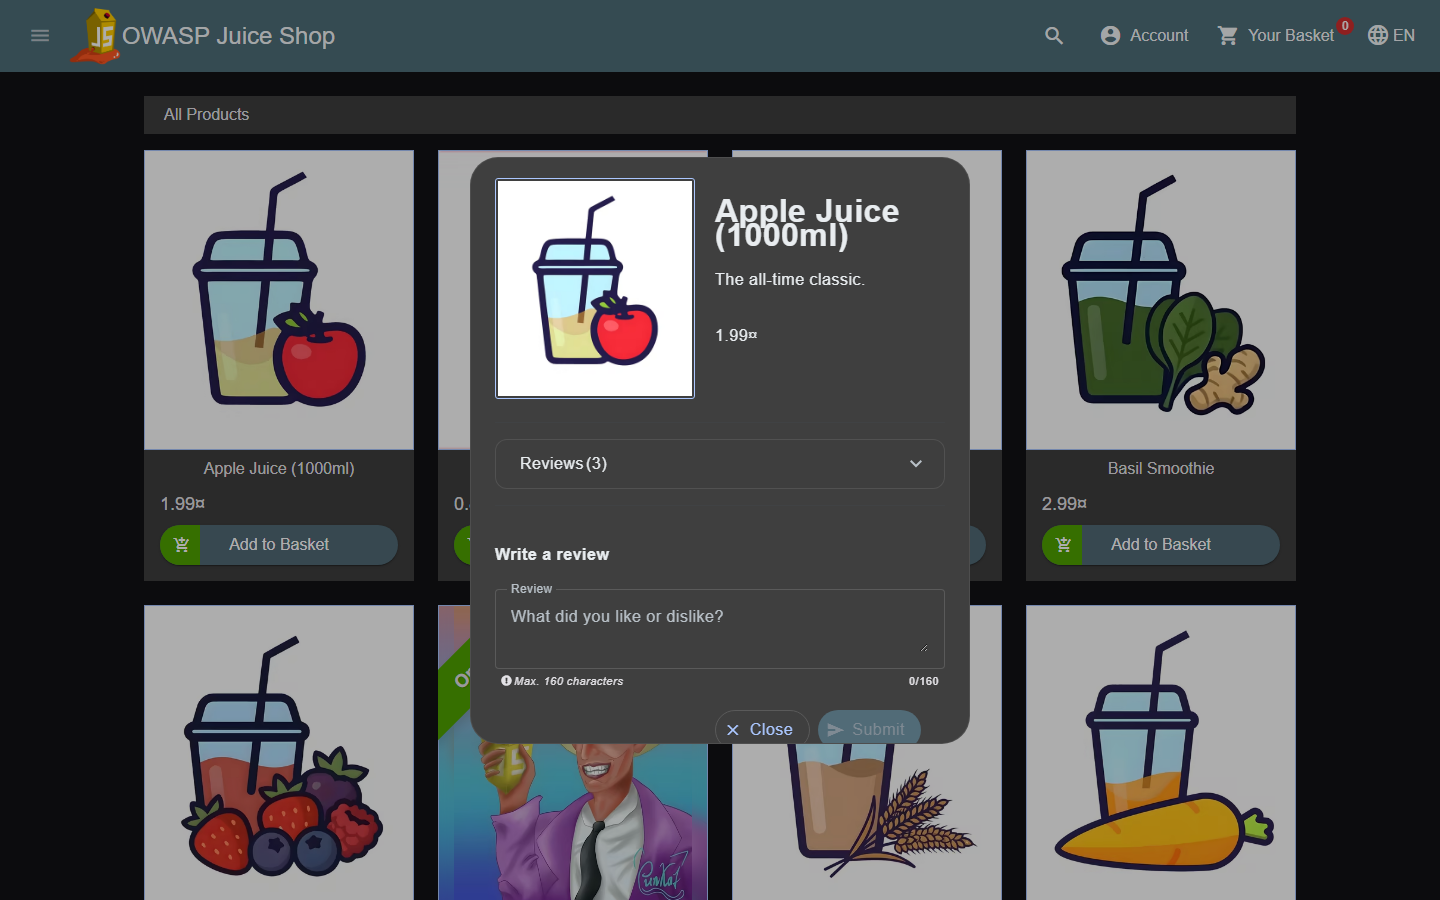 OWASP Juice Shop
Account
Your Basket
0
EN
All Products
Apple Juice
(1000ml)
The all-time classic.
1.99¤
Reviews (3)
Write a review
Review
What did you like or dislike?
Max. 160 characters
0/160
Close
Submit
Apple Juice (1000ml)
1.99¤
Add to Basket
0.
Basil Smoothie
2.99¤
Add to Basket